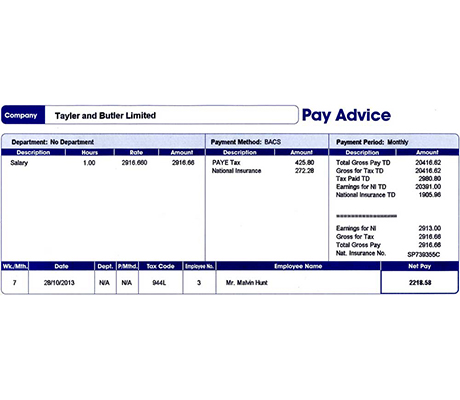 Company Tayler and Butler Limited Pay Advice
Department: No Department Payment Method: BACS Payment Period: Monthly
Description Hours Rate Amount Description Amount Description Amount
Salary 1.00 2916.660 2916.66 PAYE Tax 425.80 Total Gross Pay TD 20416.62
National Insurance 272.28 Gross for Tax TD 20416.62
Tax Paid TD 2980.80
Earnings for NI TD 20391.00
National Insurance TD 1905.96
================
Earnings for NI 2913.00
Gross for Tax 2916.66
Total Gross Pay 2916.66
Nat. Insurance No. SP739355C
Wk./Mth. Date Dept. P/Mthd. Tax Code Employee No. Employee Name Net Pay
7 28/10/2013 N/A N/A 944L 3 Mr. Malvin Hunt 2218.58